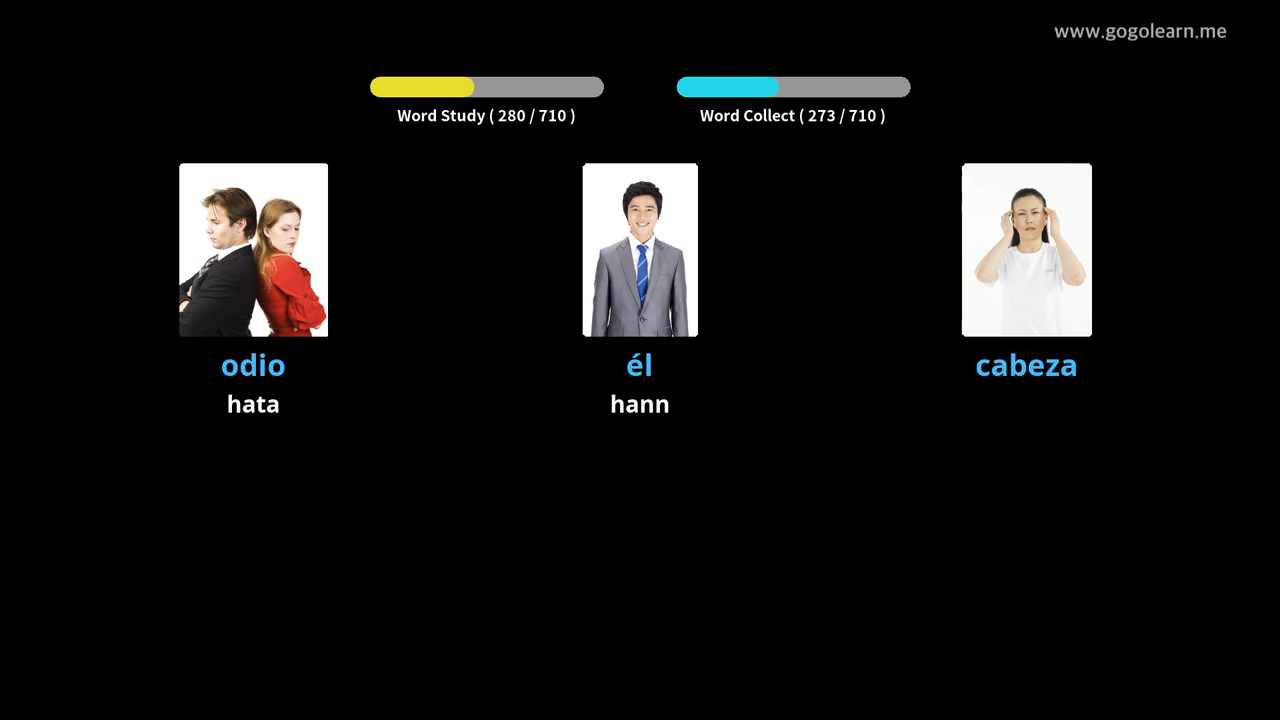 www.gogolearn.me
Word Study ( 280 / 710 )
Word Collect ( 273 / 710 )
odio
él
cabeza
hata
hann